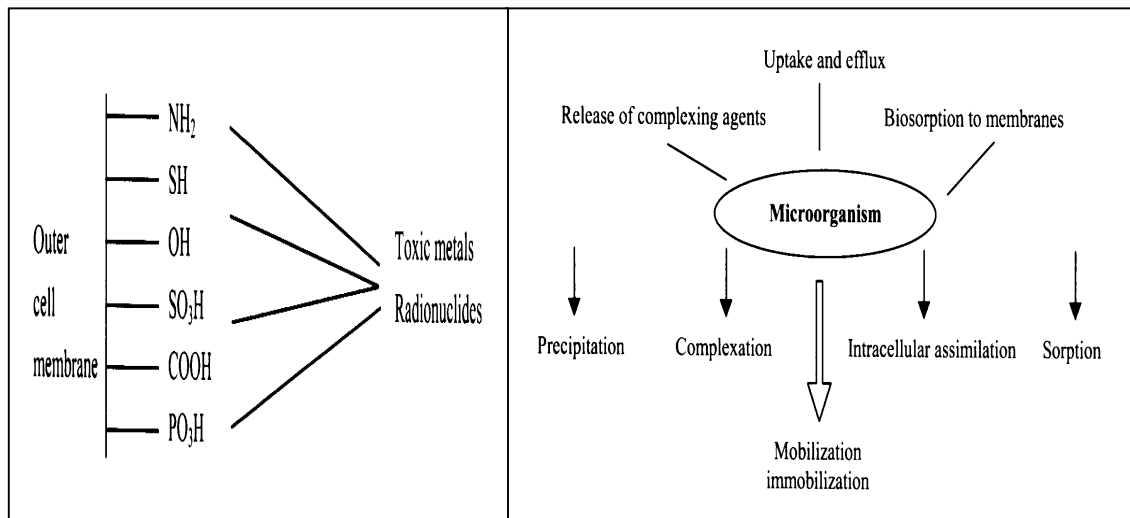 NH₂
SH
OH
SO₃H
COOH
PO₃H
Outer
cell
membrane
Toxic metals
Radionuclides
Uptake and efflux
Release of complexing agents
Biosorption to membranes
Microorganism
Precipitation
Complexation
Intracellular assimilation
Sorption
Mobilization
immobilization